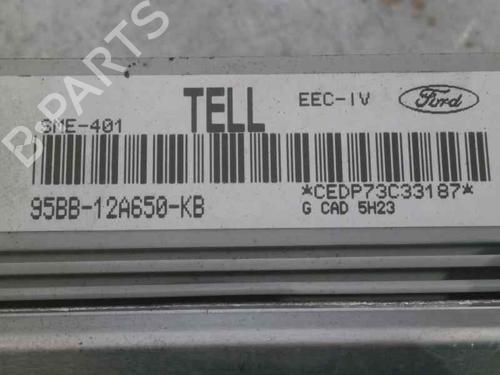 B-PARTS
SME-401 TELL EEC-IV Ford
95BB-12A650-KB *CEDP73C33187*
G CAD 5H23